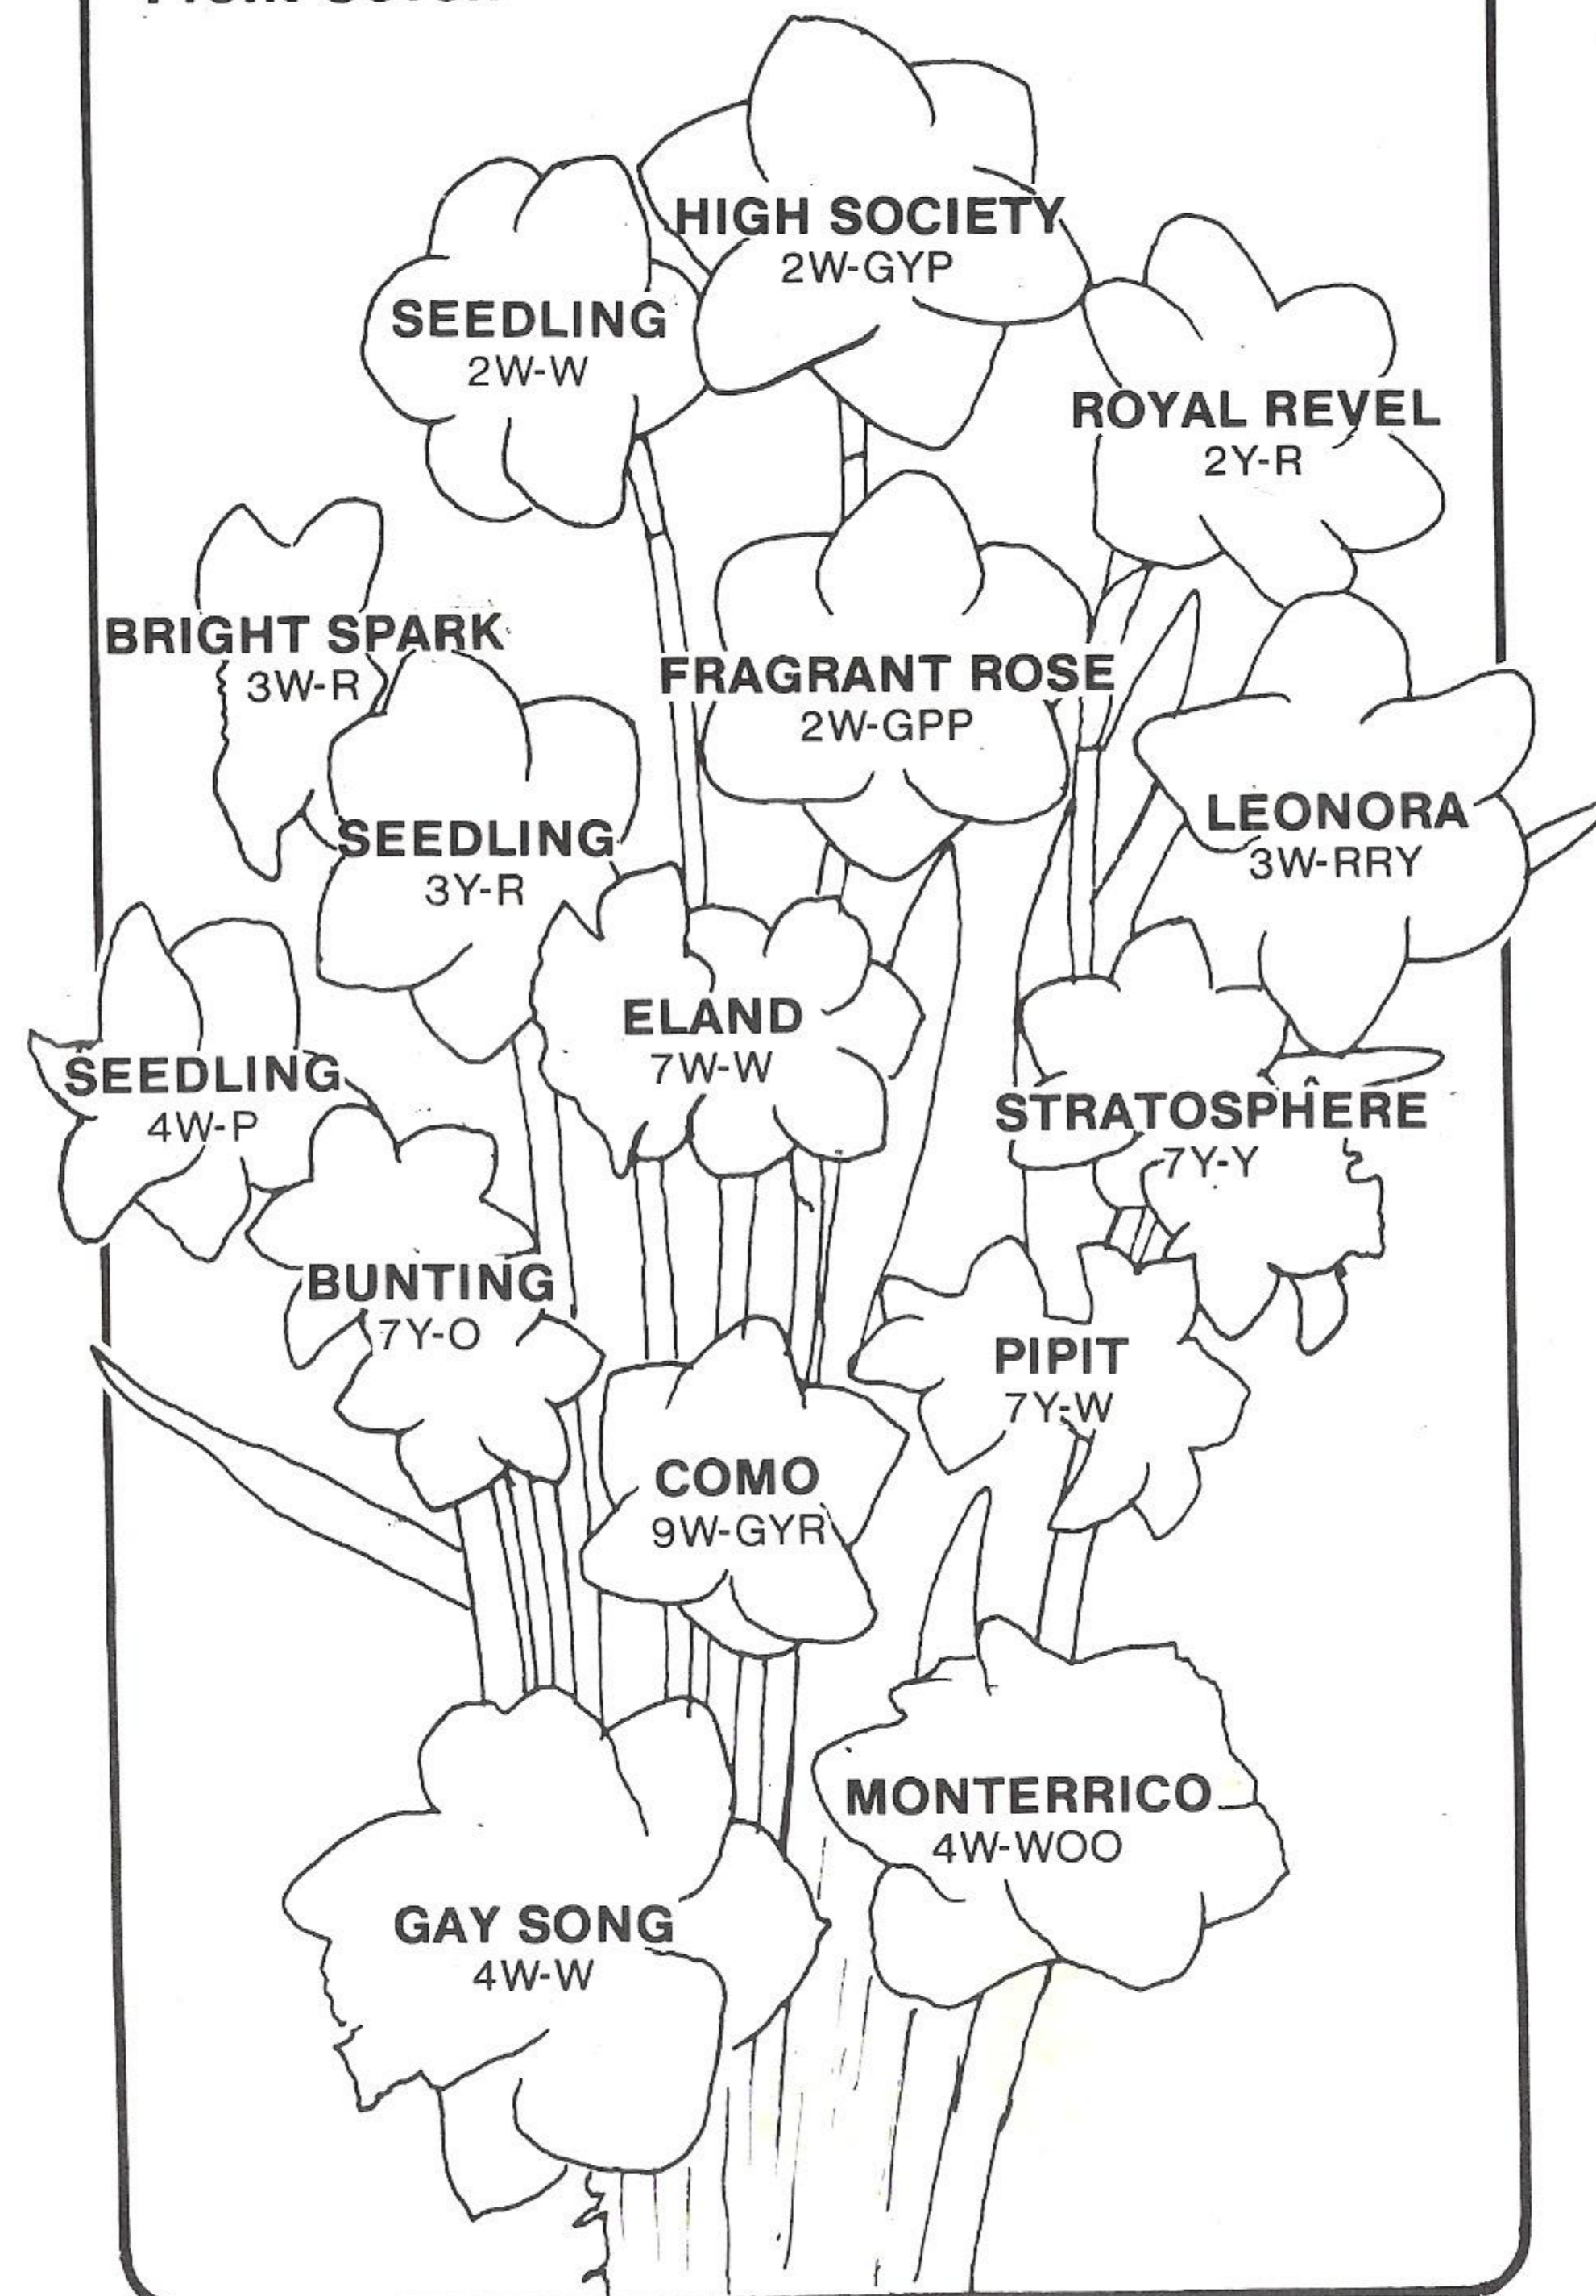 HIGH SOCIETY
2W-GYP
SEEDLING
2W-W
ROYAL REVEL
2Y-R
BRIGHT SPARK
3W-R
FRAGRANT ROSE
2W-GPP
LEONORA
3W-RRY
SEEDLING
3Y-R
ELAND
7W-W
SEEDLING
4W-P
STRATOSPHERE
7Y-Y
BUNTING
7Y-O
PIPIT
7Y-W
COMO
9W-GYR
MONTERRICO
4W-WOO
GAY SONG
4W-W